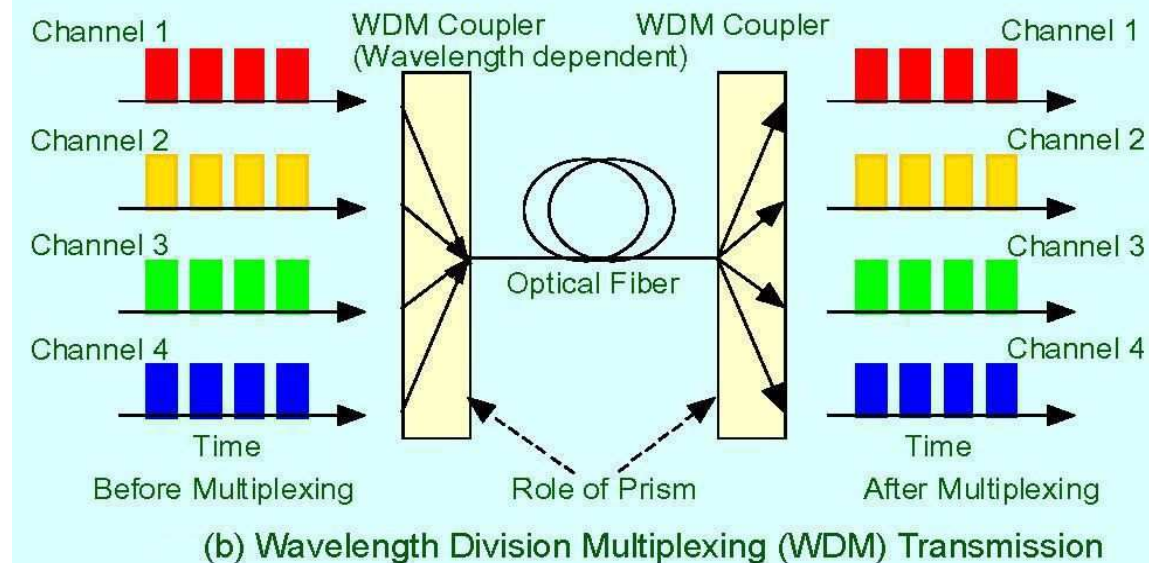 Channel 1
WDM Coupler
(Wavelength dependent)
WDM Coupler
Channel 1
Channel 2
Channel 2
Channel 3
Optical Fiber
Channel 3
Channel 4
Channel 4
Time
Time
Before Multiplexing
Role of Prism
After Multiplexing
(b) Wavelength Division Multiplexing (WDM) Transmission